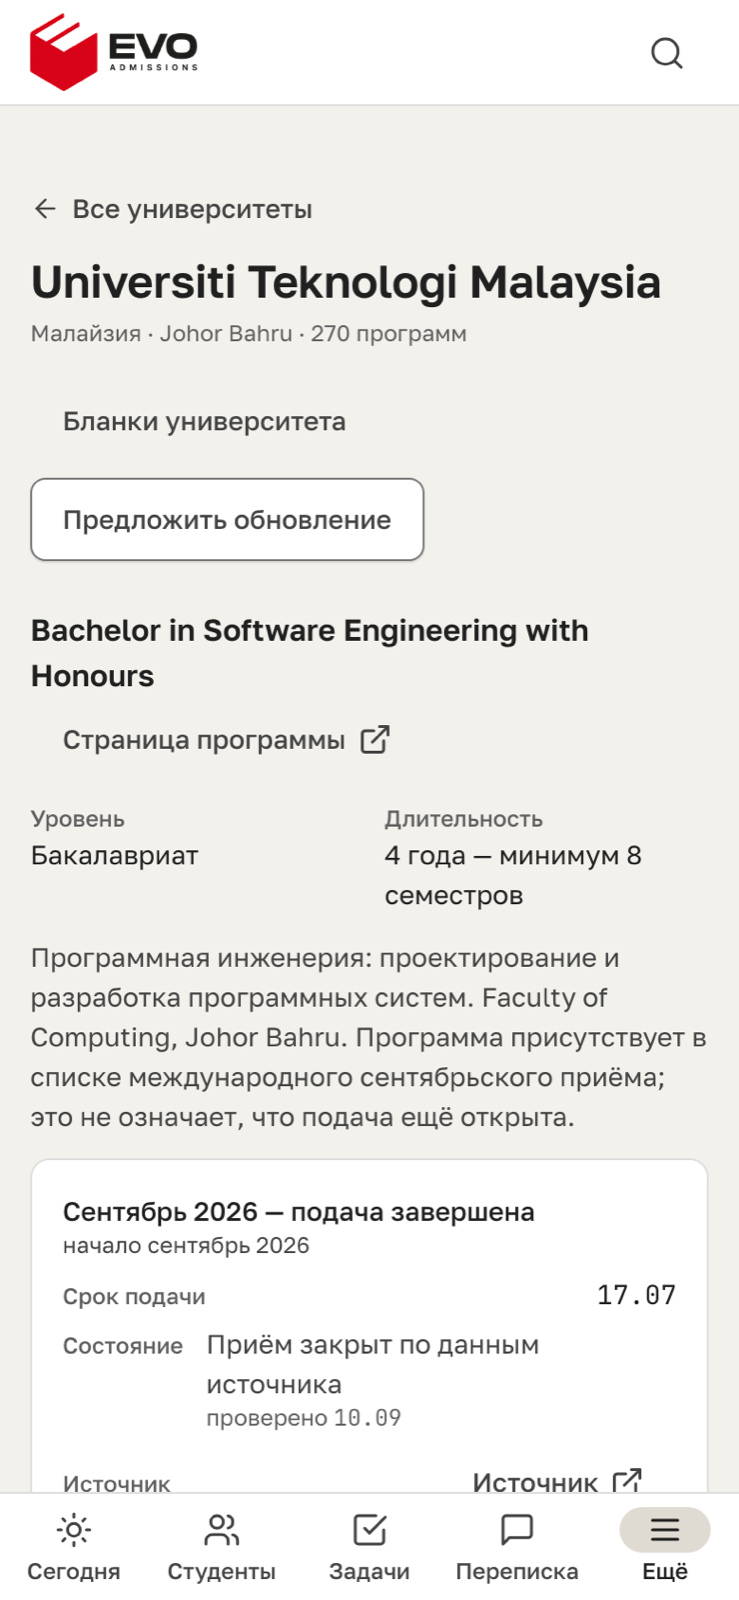 EVO
ADMISSIONS
Все университеты
Universiti Teknologi Malaysia
Малайзия · Johor Bahru · 270 программ
Бланки университета
Предложить обновление
Bachelor in Software Engineering with
Honours
Страница программы
Уровень
Бакалавриат
Длительность
4 года — минимум 8
семестров
Программная инженерия: проектирование и
разработка программных систем. Faculty of
Computing, Johor Bahru. Программа присутствует в
списке международного сентябрьского приёма;
это не означает, что подача ещё открыта.
Сентябрь 2026 — подача завершена
начало сентябрь 2026
Срок подачи 17.07
Состояние Приём закрыт по данным
источника
проверено 10.09
Источник Источник
Сегодня Студенты Задачи Переписка Ещё